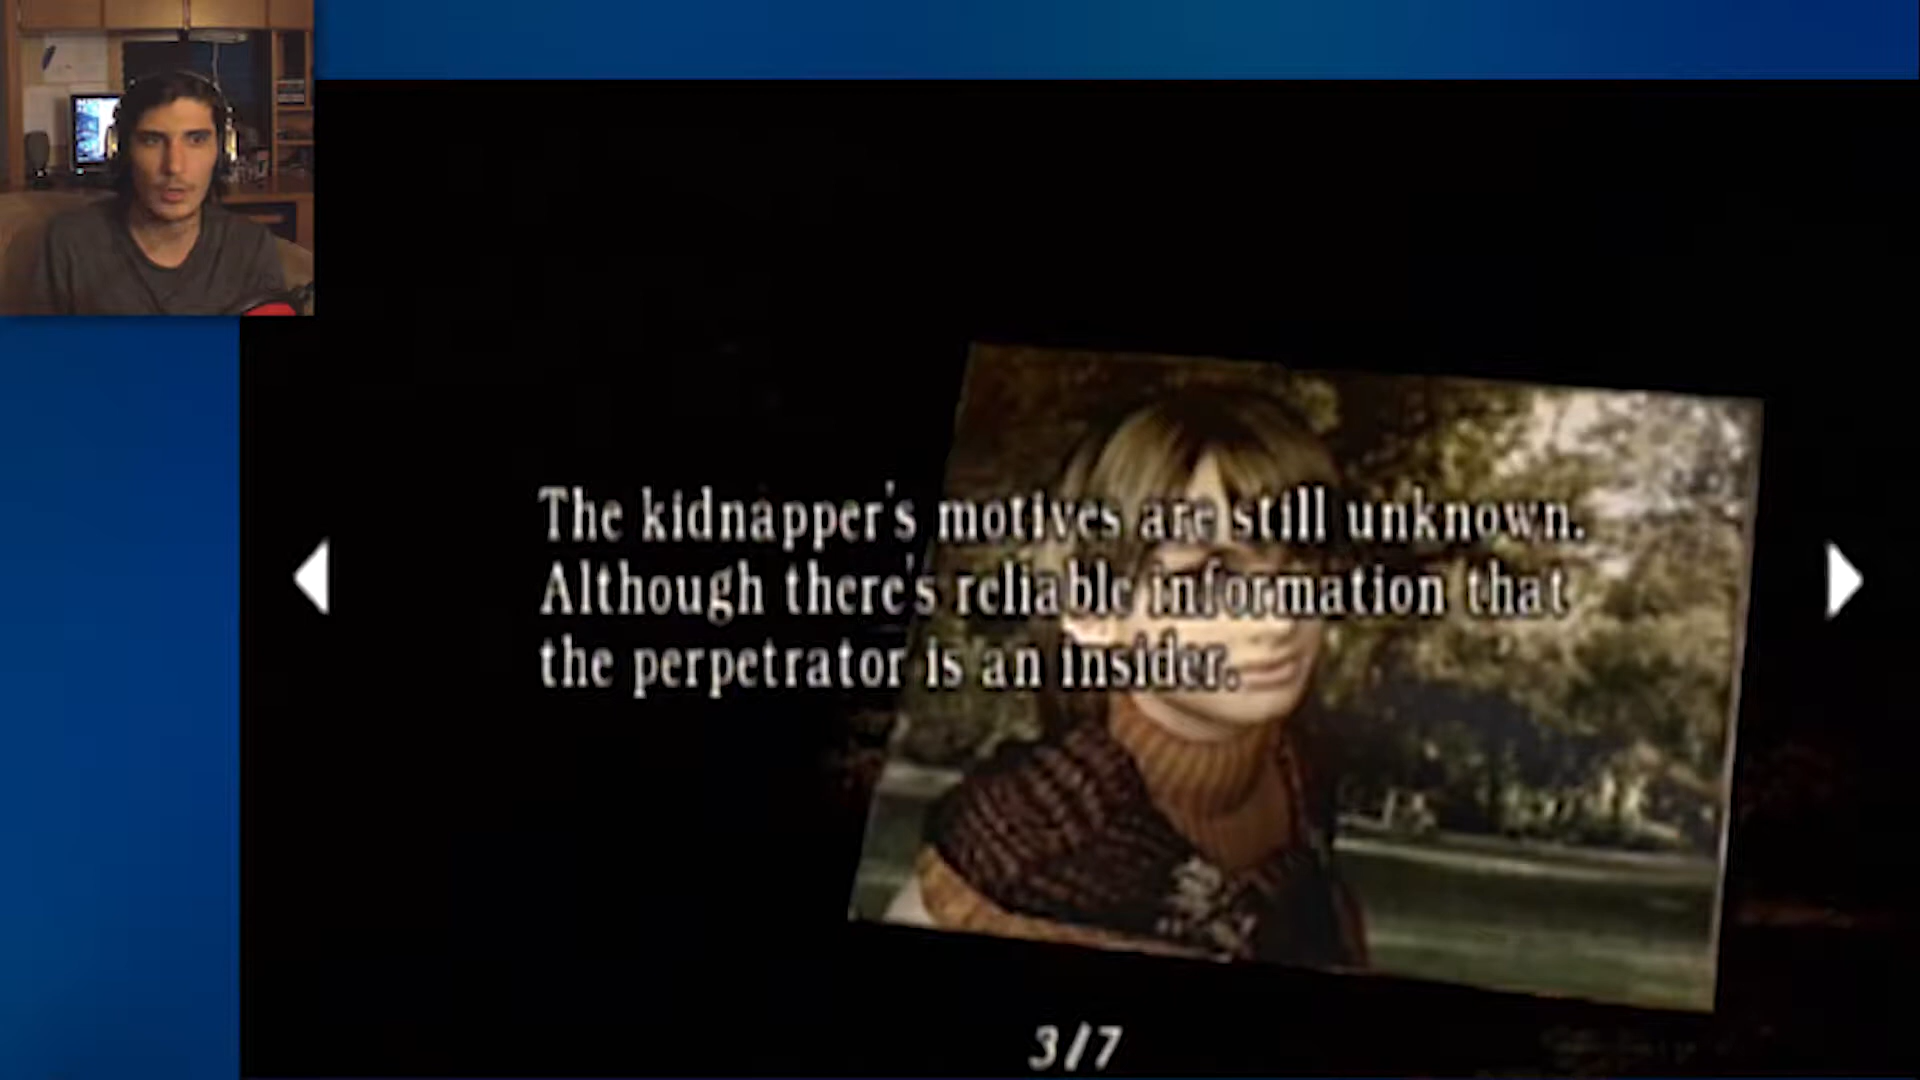 The kidnapper's motives are still unknown.
Although there's reliable information that
the perpetrator is an insider.
3/7